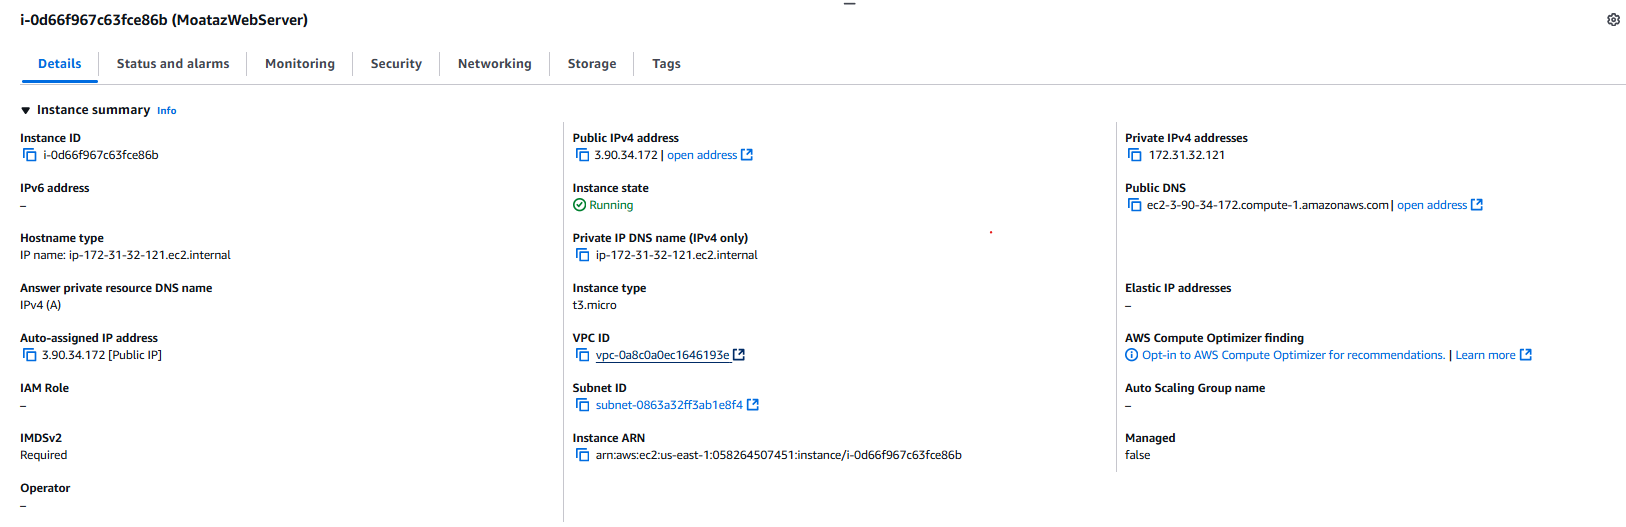 i-0d66f967c63fce86b (MoatazWebServer)
Details Status and alarms Monitoring Security Networking Storage Tags
Instance summary Info
Instance ID
i-0d66f967c63fce86b
Public IPv4 address
3.90.34.172 | open address
Private IPv4 addresses
172.31.32.121
IPv6 address
–
Instance state
Running
Public DNS
ec2-3-90-34-172.compute-1.amazonaws.com | open address
Hostname type
IP name: ip-172-31-32-121.ec2.internal
Private IP DNS name (IPv4 only)
ip-172-31-32-121.ec2.internal
Answer private resource DNS name
IPv4 (A)
Instance type
t3.micro
Elastic IP addresses
–
Auto-assigned IP address
3.90.34.172 [Public IP]
VPC ID
vpc-0a8c0a0ec1646193e
AWS Compute Optimizer finding
Opt-in to AWS Compute Optimizer for recommendations. | Learn more
IAM Role
–
Subnet ID
subnet-0863a32ff3ab1e8f4
Auto Scaling Group name
–
IMDSv2
Required
Instance ARN
arn:aws:ec2:us-east-1:058264507451:instance/i-0d66f967c63fce86b
Managed
false
Operator
–